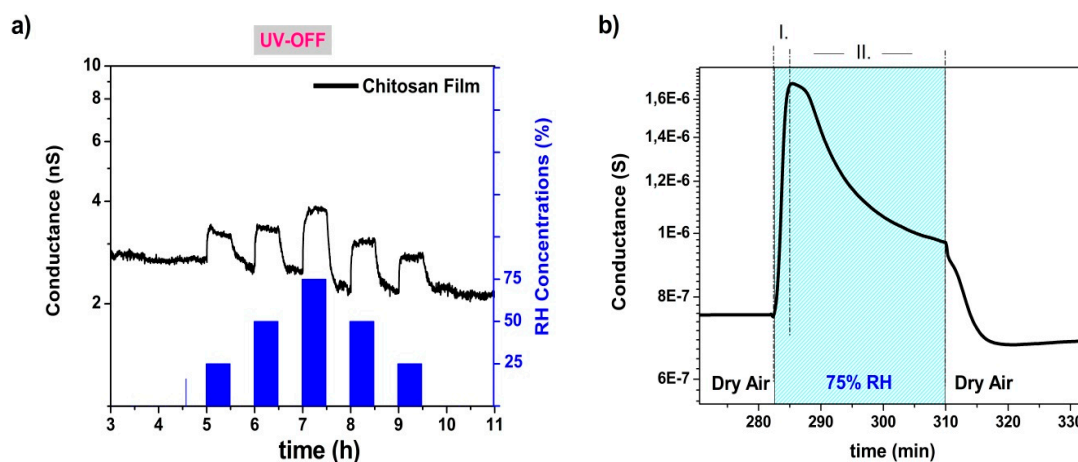 a)
UV-OFF
Chitosan Film
Conductance (nS)
10
8
6
4
2
RH Concentrations (%)
75
50
25
3 4 5 6 7 8 9 10 11
time (h)
b)
I.
II.
Conductance (S)
1,6E-6
1,4E-6
1,2E-6
1E-6
8E-7
6E-7
Dry Air
75% RH
Dry Air
280 290 300 310 320 330
time (min)